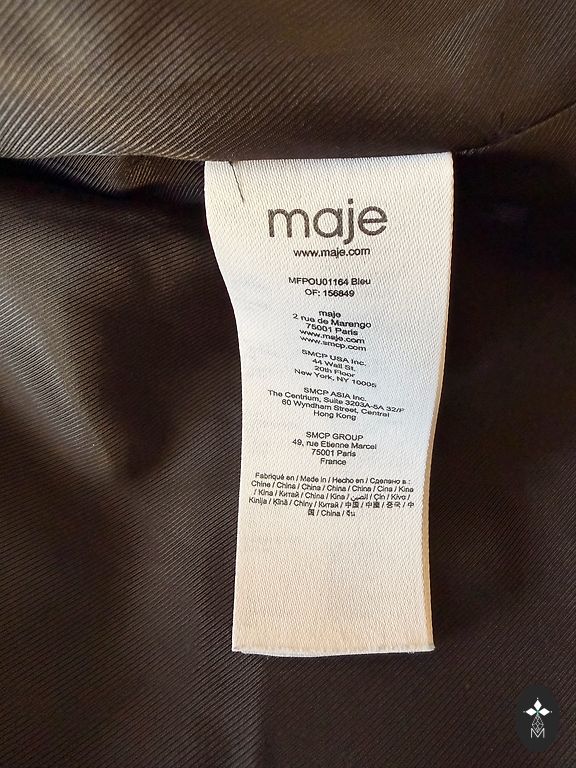 maje
www.maje.com
MFPOU01164 Bleu
OF: 156849
maje
2 rue de Marengo
75001 Paris
www.maje.com
www.smcp.com
SMCP USA Inc.
44 Wall St.
20th Floor
New York, NY 10005
SMCP ASIA Inc.
The Centrium, Suite 3203A-5A 32/F
60 Wyndham Street, Central
Hong Kong
SMCP GROUP
49, rue Etienne Marcel
75001 Paris
France
Fabriqué en / Made in / Hecho en / Сделано в :
Chine / China / China / China / China / Cina / Kina
/ Kina / Китай / China / Kina / الصين / Çin / Κίνα /
Kinija / Ķīnā / Chiny / Китай / 中国 / 中國 / 중국 / 中
国 / China / จีน
M